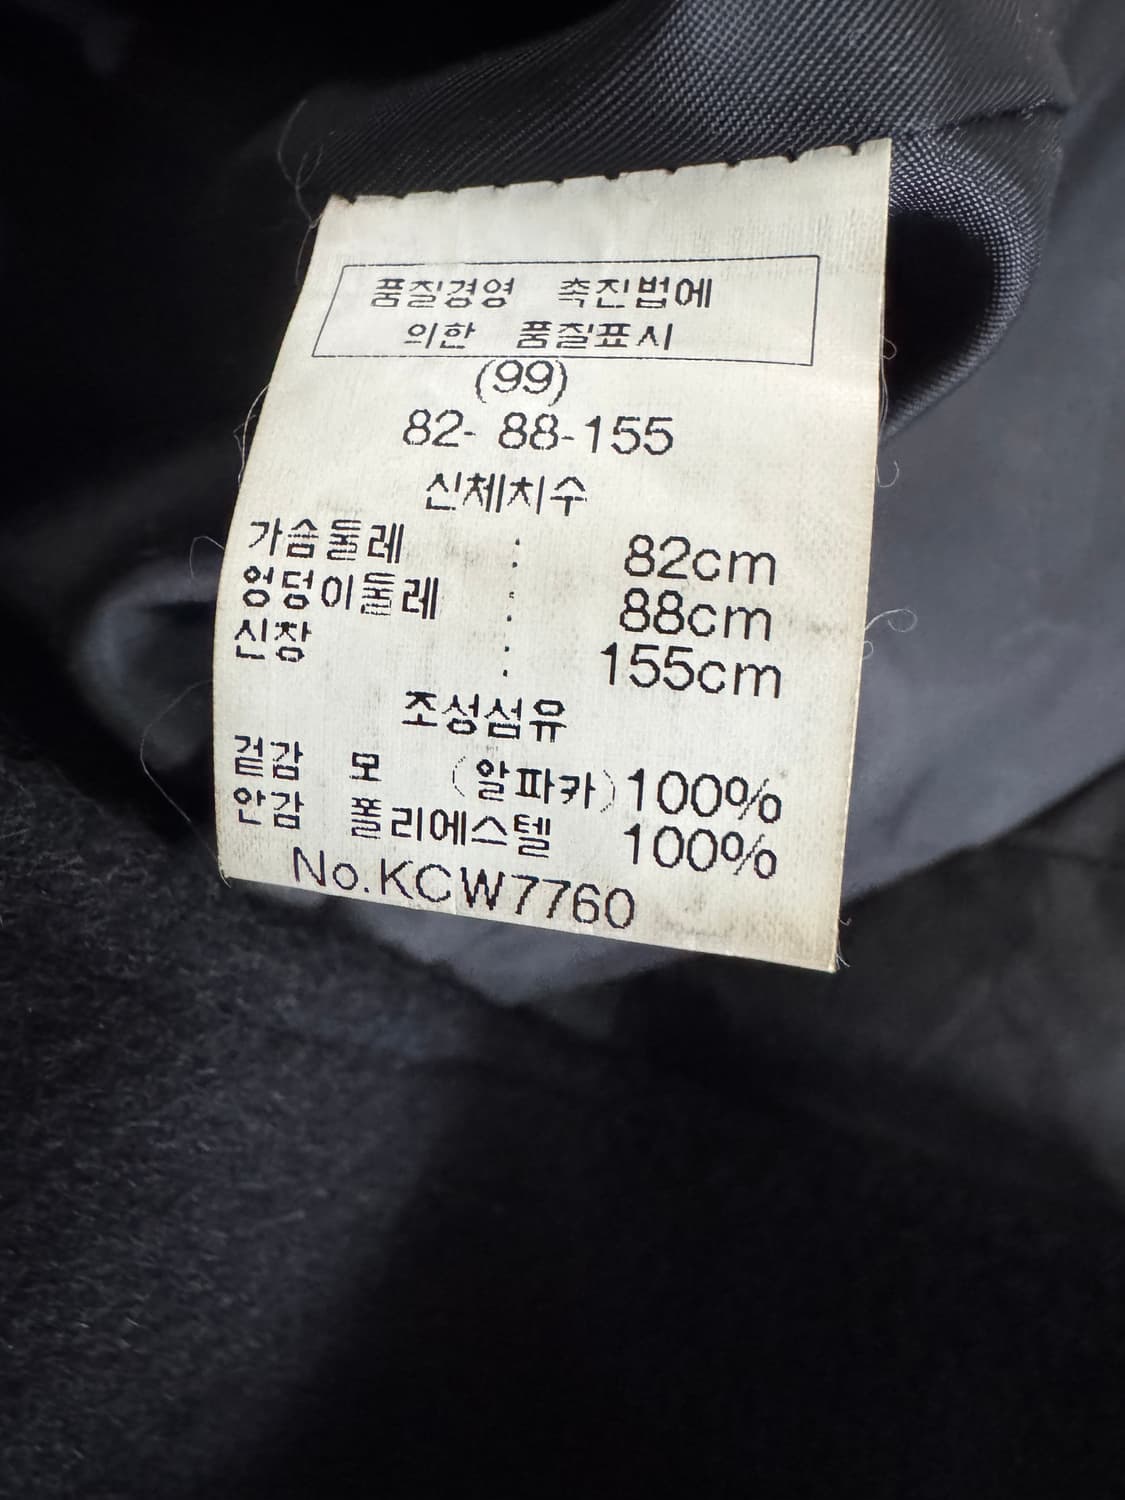 품질경영 촉진법에
의한 품질표시
(99)
82- 88-155
신체치수
가슴둘레 : 82cm
엉덩이둘레 : 88cm
신장 : 155cm
조성섬유
겉감 모 (알파카)100%
안감 폴리에스텔 100%
No.KCW7760